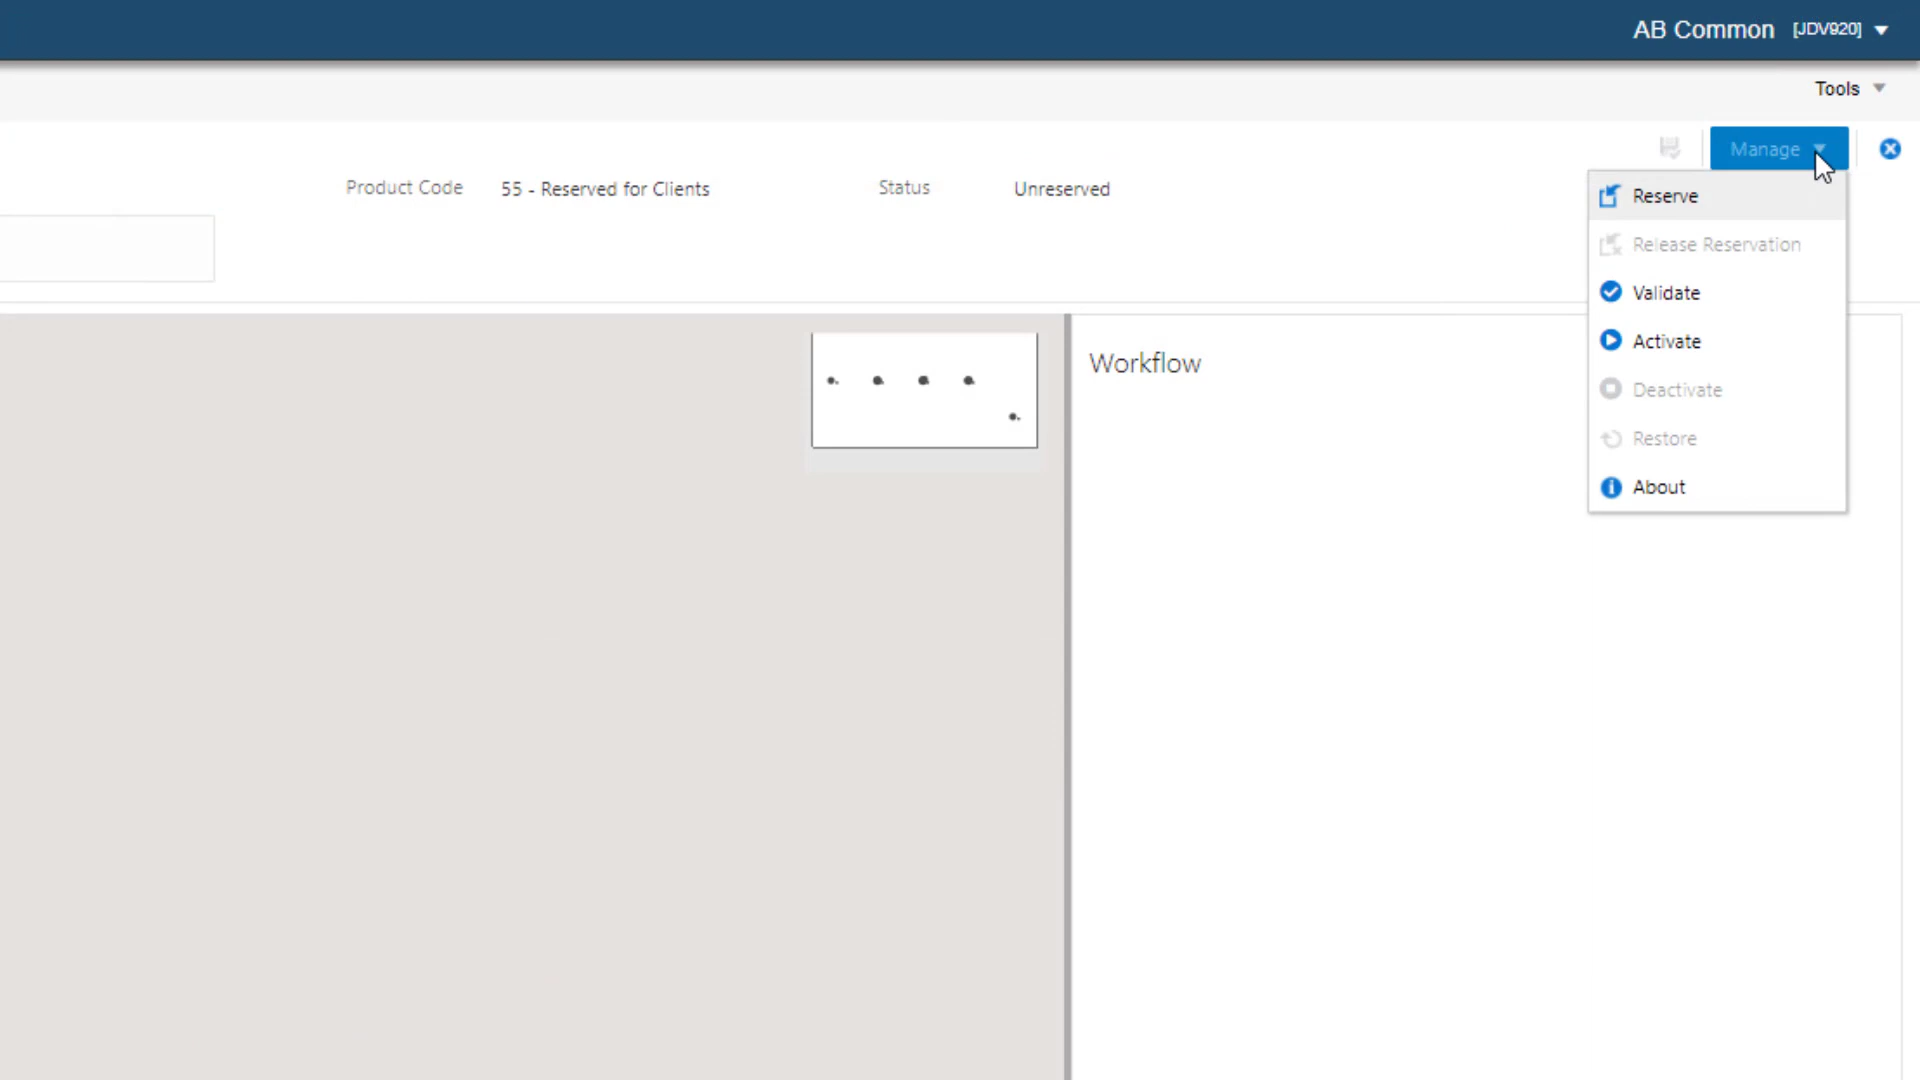 AB Common [JDV920]
Tools
Manage
Product Code 55 - Reserved for Clients Status Unreserved
Reserve
Release Reservation
Validate
Activate
Deactivate
Restore
About
Workflow